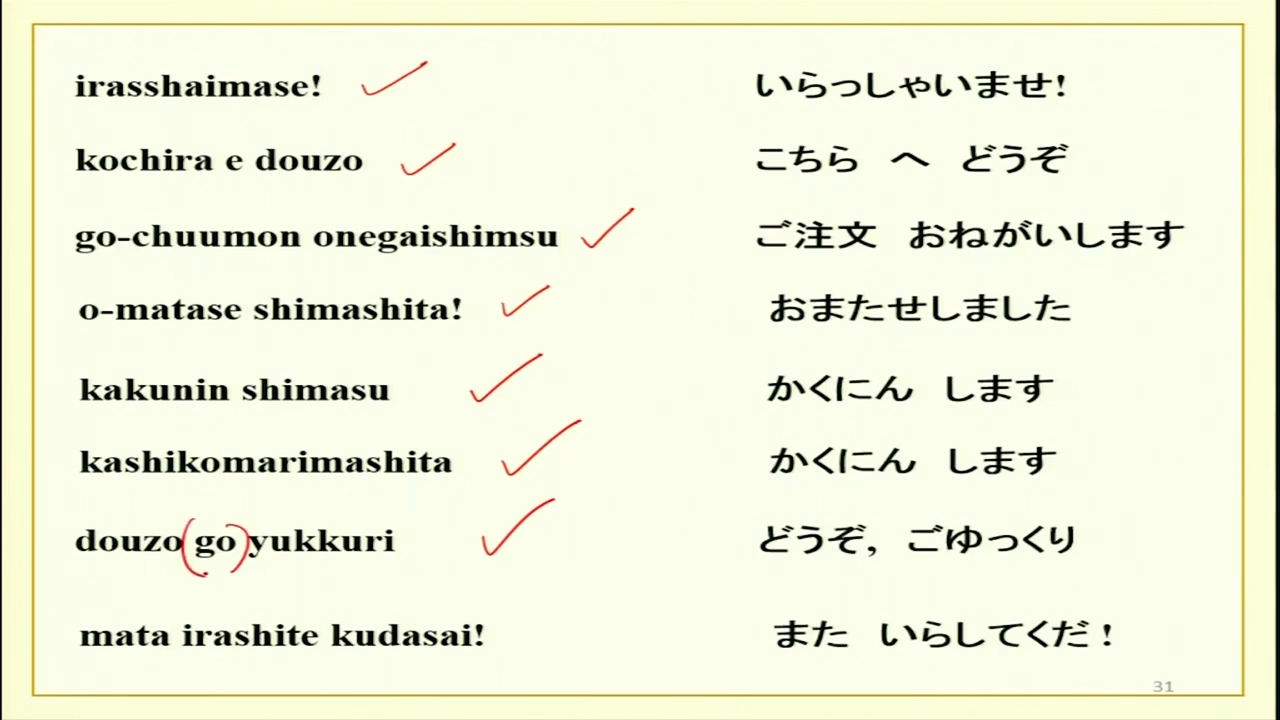 irasshaimase! いらっしゃいませ!
kochira e douzo こちら へ どうぞ
go-chuumon onegaishimsu ご注文 おねがいします
o-matase shimashita! おまたせしました
kakunin shimasu かくにん します
kashikomarimashita かくにん します
douzo go yukkuri どうぞ, ごゆっくり
mata irashite kudasai! また いらしてくだ !
31